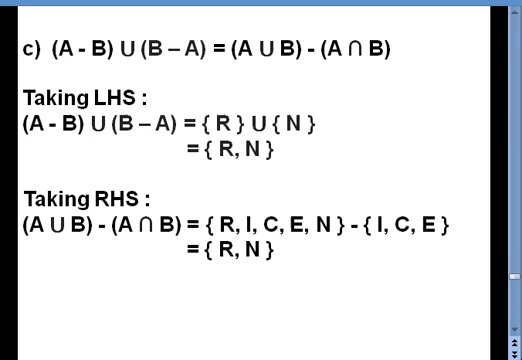 c) (A - B) U (B – A) = (A U B) - (A ∩ B)
Taking LHS :
(A - B) U (B – A) = { R } U { N }
= { R, N }
Taking RHS :
(A U B) - (A ∩ B) = { R, I, C, E, N } - { I, C, E }
= { R, N }